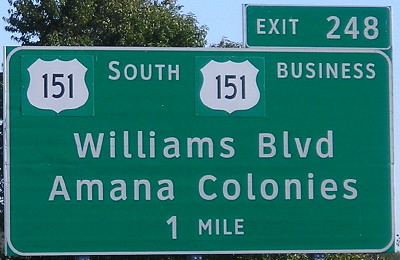 EXIT 248
151 SOUTH 151 BUSINESS
Williams Blvd
Amana Colonies
1 MILE